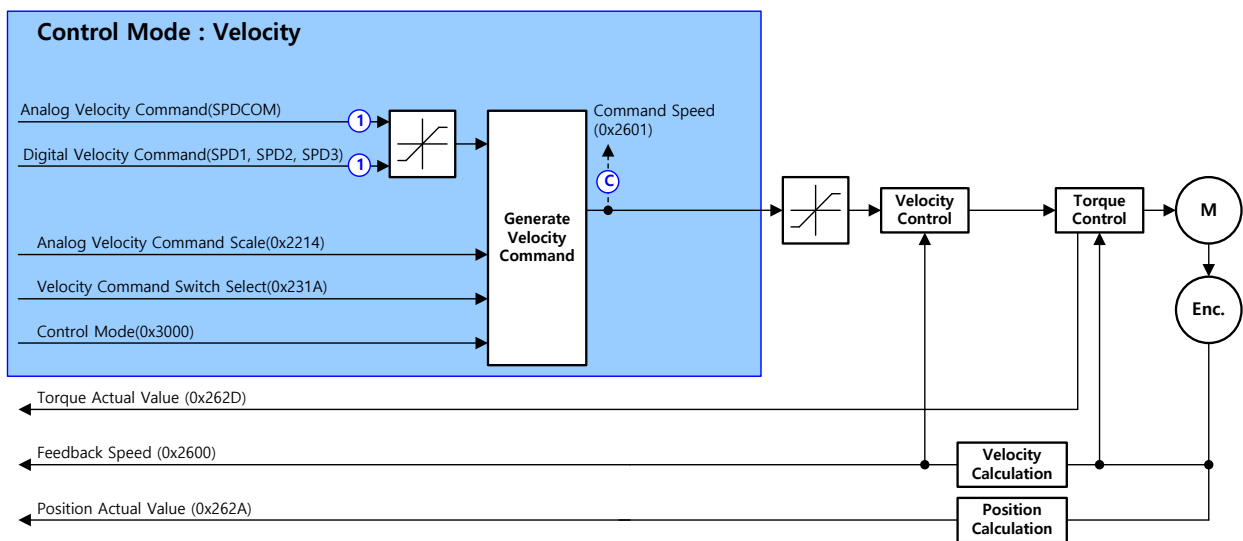 Control Mode : Velocity
Analog Velocity Command(SPDCOM)
1
Digital Velocity Command(SPD1, SPD2, SPD3)
1
Command Speed
(0x2601)
C
Generate
Velocity
Command
Analog Velocity Command Scale(0x2214)
Velocity Command Switch Select(0x231A)
Control Mode(0x3000)
Velocity
Control
Torque
Control
M
Enc.
Torque Actual Value (0x262D)
Feedback Speed (0x2600)
Velocity
Calculation
Position Actual Value (0x262A)
Position
Calculation